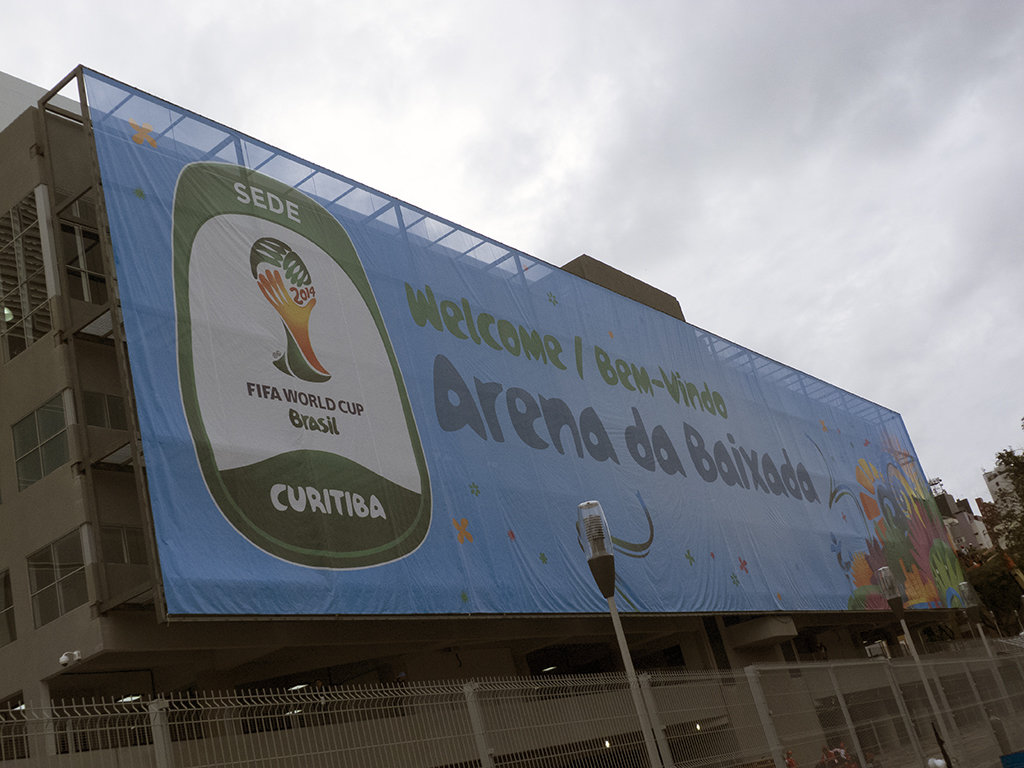 SEDE
2014
FIFA WORLD CUP
Brasil
CURITIBA
Welcome / Bem-Vindo
Arena da Baixada